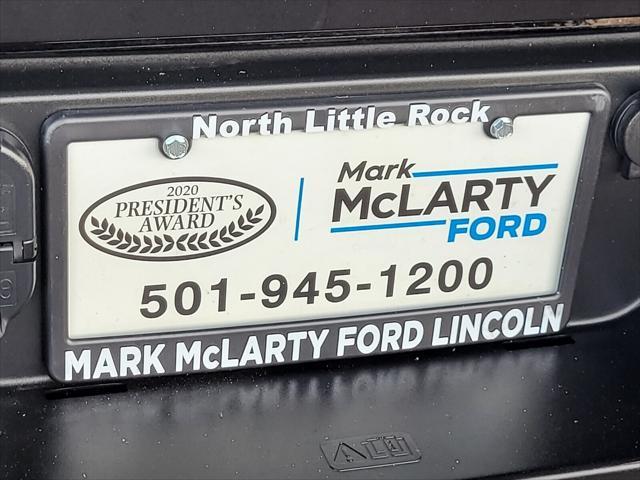 North Little Rock
2020
PRESIDENT'S
AWARD
Mark
McLARTY
FORD
501-945-1200
MARK McLARTY FORD LINCOLN